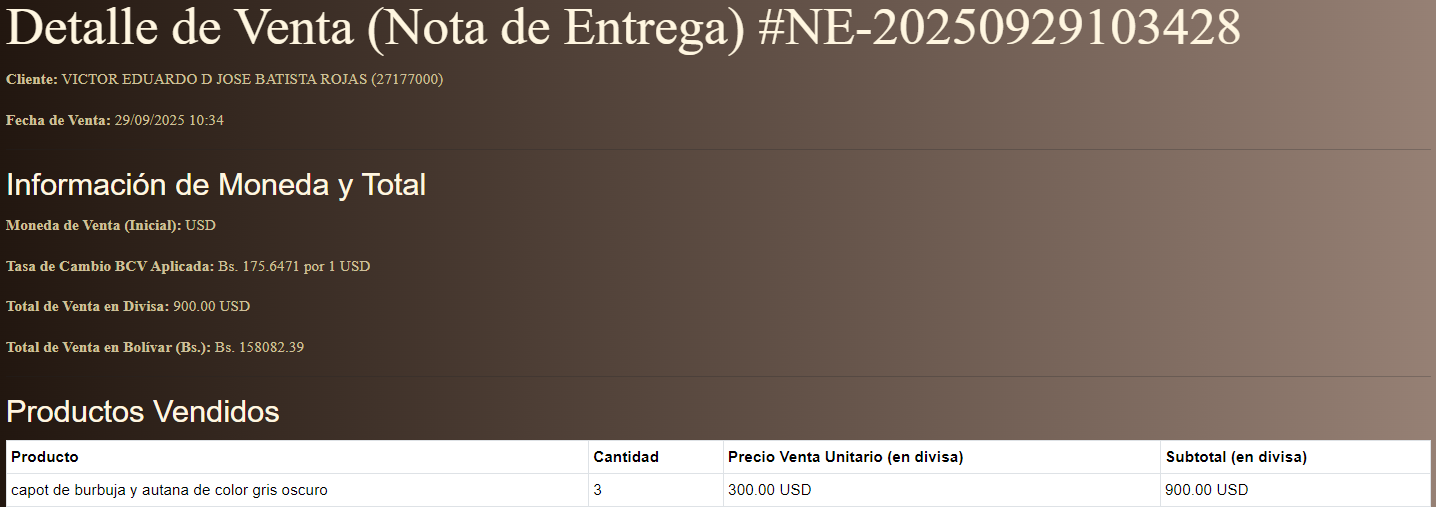 Detalle de Venta (Nota de Entrega) #NE-20250929103428
Cliente: VICTOR EDUARDO D JOSE BATISTA ROJAS (27177000)
Fecha de Venta: 29/09/2025 10:34
Información de Moneda y Total
Moneda de Venta (Inicial): USD
Tasa de Cambio BCV Aplicada: Bs. 175.6471 por 1 USD
Total de Venta en Divisa: 900.00 USD
Total de Venta en Bolívar (Bs.): Bs. 158082.39
Productos Vendidos
Producto Cantidad Precio Venta Unitario (en divisa) Subtotal (en divisa)
capot de burbuja y autana de color gris oscuro 3 300.00 USD 900.00 USD